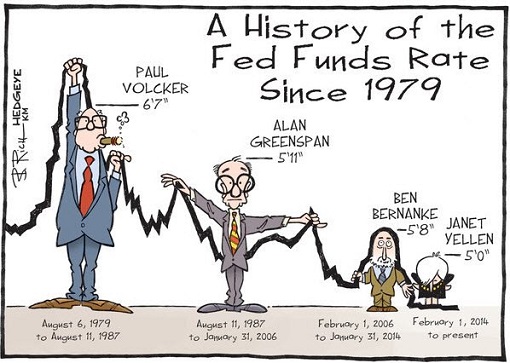 A History of the
Fed Funds Rate
Since 1979
HEDGEYE
B RICH-KM
PAUL
VOLCKER
6'7"
ALAN
GREENSPAN
5'11"
BEN
BERNANKE
5'8"
JANET
YELLEN
5'0"
August 6, 1979
to August 11, 1987
August 11, 1987
to January 31, 2006
February 1, 2006
to January 31, 2014
February 1, 2014
to present